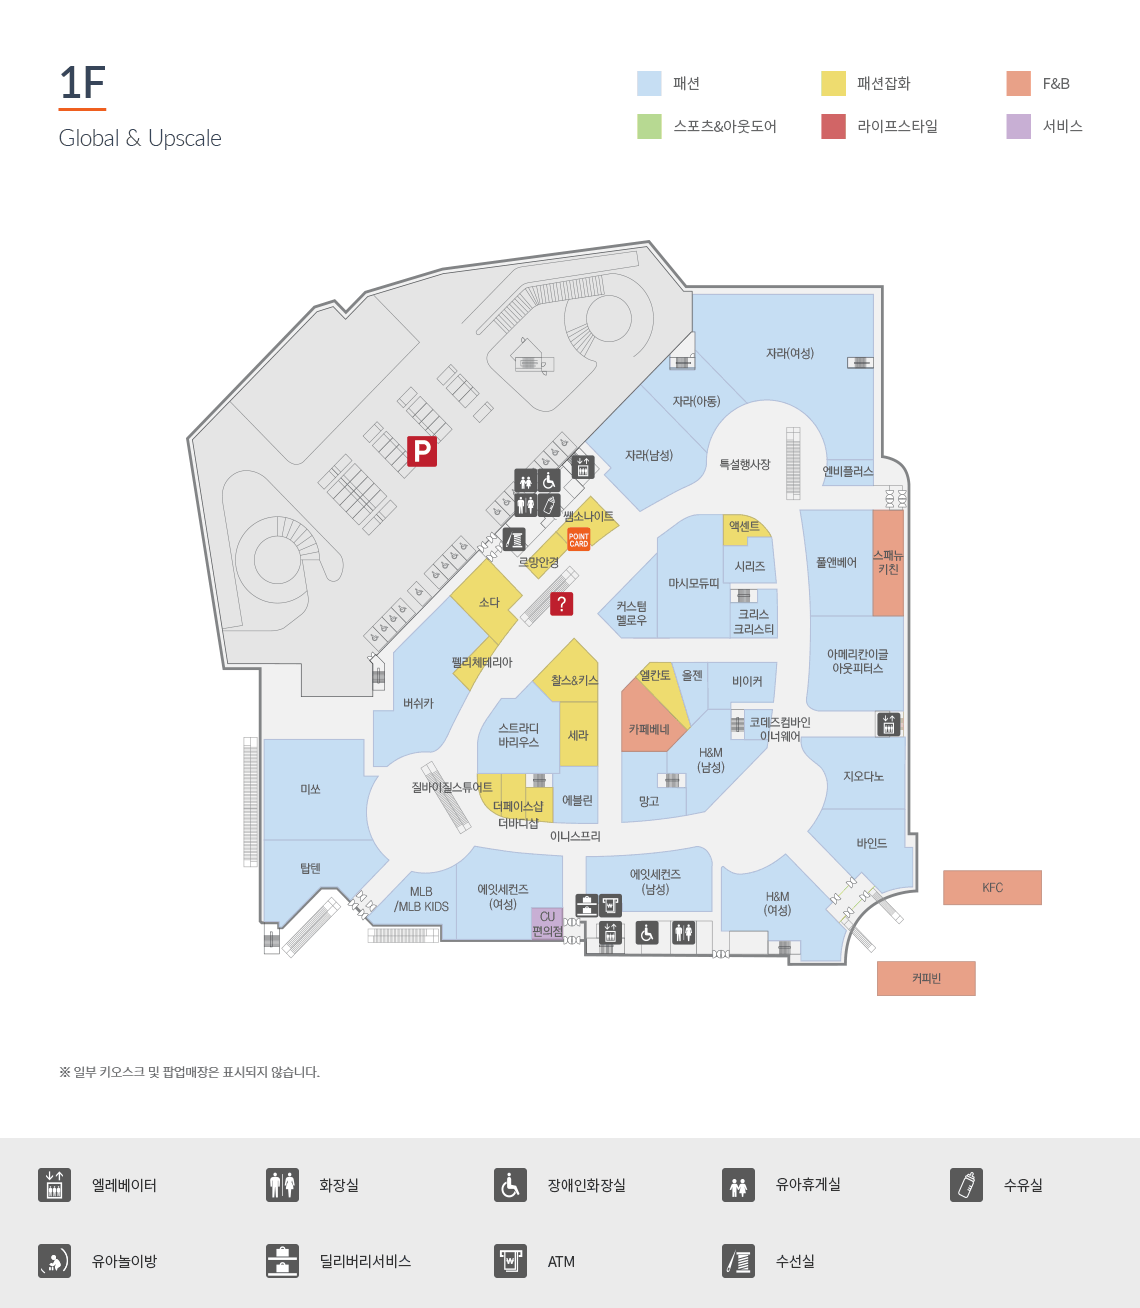 1F
Global & Upscale
패션
패션잡화
F&B
스포츠&아웃도어
라이프스타일
서비스
자라(여성)
자라(아동)
자라(남성)
특설행사장
엔비플러스
P
쌤소나이트
POINT
CARD
르망안경
액센트
시리즈
마시모듀띠
풀앤베어
스패뉴
키친
소다
?
커스텀
멜로우
크리스
크리스티
펠리체테리아
찰스&키스
엘칸토
올젠
비이커
아메리칸이글
아웃피터스
버쉬카
스트라디
바리우스
세라
카페베네
코데즈컴바인
이너웨어
H&M
(남성)
미쏘
질바이질스튜어트
더페이스샵
더바디샵
에블린
망고
지오다노
이니스프리
바인드
탑텐
MLB
/MLB KIDS
에잇세컨즈
(여성)
에잇세컨즈
(남성)
H&M
(여성)
KFC
CU
편의점
커피빈
※ 일부 키오스크 및 팝업매장은 표시되지 않습니다.
엘레베이터
화장실
장애인화장실
유아휴게실
수유실
유아놀이방
딜리버리서비스
ATM
수선실